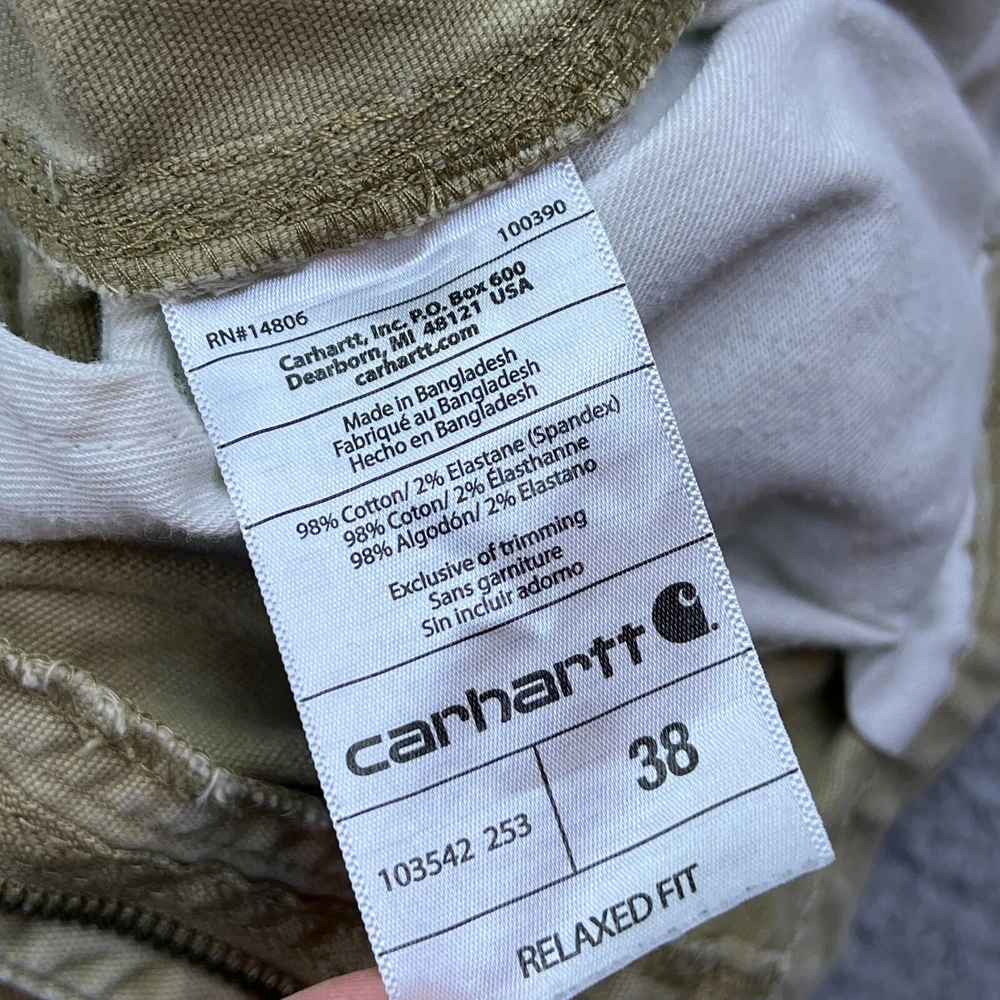 100390
RN#14806
Carhartt, Inc. P.O. Box 600
Dearborn, MI 48121 USA
carhartt.com
Made in Bangladesh
Fabriqué au Bangladesh
Hecho en Bangladesh
98% Cotton/ 2% Elastane (Spandex)
98% Coton/ 2% Élasthanne
98% Algodón/ 2% Elastano
Exclusive of trimming
Sans garniture
Sin incluir adorno
carhartt
38
103542 253
RELAXED FIT